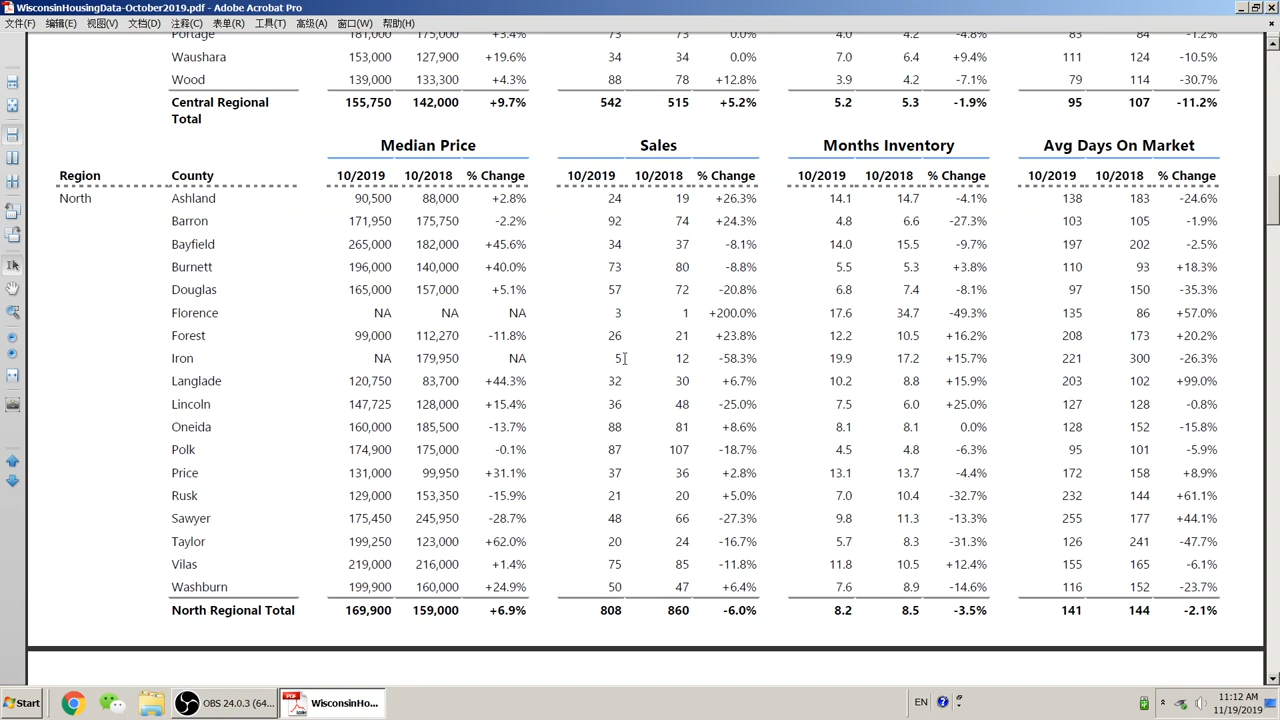 WisconsinHousingData-October2019.pdf - Adobe Acrobat Pro
文件(F) 编辑(E) 视图(V) 文档(D) 注释(C) 表单(R) 工具(T) 高级(A) 窗口(W) 帮助(H)
Portage 181,000 175,000 +3.4% 73 73 0.0% 4.0 4.2 -4.8% 83 84 -1.2%
Waushara 153,000 127,900 +19.6% 34 34 0.0% 7.0 6.4 +9.4% 111 124 -10.5%
Wood 139,000 133,300 +4.3% 88 78 +12.8% 3.9 4.2 -7.1% 79 114 -30.7%
Central Regional 155,750 142,000 +9.7% 542 515 +5.2% 5.2 5.3 -1.9% 95 107 -11.2%
Total
Median Price Sales Months Inventory Avg Days On Market
Region County 10/2019 10/2018 % Change 10/2019 10/2018 % Change 10/2019 10/2018 % Change 10/2019 10/2018 % Change
North Ashland 90,500 88,000 +2.8% 24 19 +26.3% 14.1 14.7 -4.1% 138 183 -24.6%
Barron 171,950 175,750 -2.2% 92 74 +24.3% 4.8 6.6 -27.3% 103 105 -1.9%
Bayfield 265,000 182,000 +45.6% 34 37 -8.1% 14.0 15.5 -9.7% 197 202 -2.5%
Burnett 196,000 140,000 +40.0% 73 80 -8.8% 5.5 5.3 +3.8% 110 93 +18.3%
Douglas 165,000 157,000 +5.1% 57 72 -20.8% 6.8 7.4 -8.1% 97 150 -35.3%
Florence NA NA NA 3 1 +200.0% 17.6 34.7 -49.3% 135 86 +57.0%
Forest 99,000 112,270 -11.8% 26 21 +23.8% 12.2 10.5 +16.2% 208 173 +20.2%
Iron NA 179,950 NA 5 12 -58.3% 19.9 17.2 +15.7% 221 300 -26.3%
Langlade 120,750 83,700 +44.3% 32 30 +6.7% 10.2 8.8 +15.9% 203 102 +99.0%
Lincoln 147,725 128,000 +15.4% 36 48 -25.0% 7.5 6.0 +25.0% 127 128 -0.8%
Oneida 160,000 185,500 -13.7% 88 81 +8.6% 8.1 8.1 0.0% 128 152 -15.8%
Polk 174,900 175,000 -0.1% 87 107 -18.7% 4.5 4.8 -6.3% 95 101 -5.9%
Price 131,000 99,950 +31.1% 37 36 +2.8% 13.1 13.7 -4.4% 172 158 +8.9%
Rusk 129,000 153,350 -15.9% 21 20 +5.0% 7.0 10.4 -32.7% 232 144 +61.1%
Sawyer 175,450 245,950 -28.7% 48 66 -27.3% 9.8 11.3 -13.3% 255 177 +44.1%
Taylor 199,250 123,000 +62.0% 20 24 -16.7% 5.7 8.3 -31.3% 126 241 -47.7%
Vilas 219,000 216,000 +1.4% 75 85 -11.8% 11.8 10.5 +12.4% 155 165 -6.1%
Washburn 199,900 160,000 +24.9% 50 47 +6.4% 7.6 8.9 -14.6% 116 152 -23.7%
North Regional Total 169,900 159,000 +6.9% 808 860 -6.0% 8.2 8.5 -3.5% 141 144 -2.1%
Start OBS 24.0.3 (64... WisconsinHo... EN 11:12 AM
11/19/2019